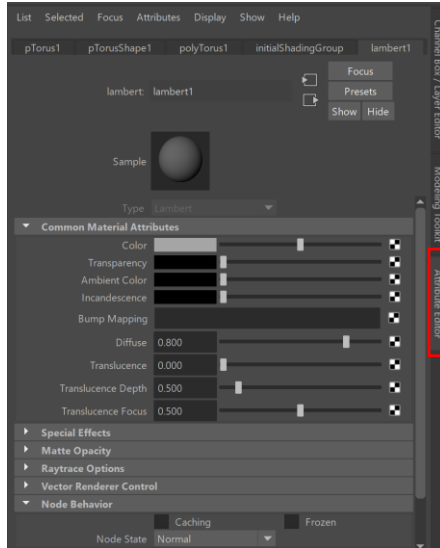 List Selected Focus Attributes Display Show Help
pTorus1 pTorusShape1 polyTorus1 initialShadingGroup lambert1
Focus
lambert: lambert1
Presets
Show Hide
Sample
Type Lambert
Common Material Attributes
Color
Transparency
Ambient Color
Incandescence
Bump Mapping
Diffuse 0.800
Translucence 0.000
Translucence Depth 0.500
Translucence Focus 0.500
Special Effects
Matte Opacity
Raytrace Options
Vector Renderer Control
Node Behavior
Caching Frozen
Node State Normal
Channel Box / Layer Editor
Modeling Toolkit
Attribute Editor